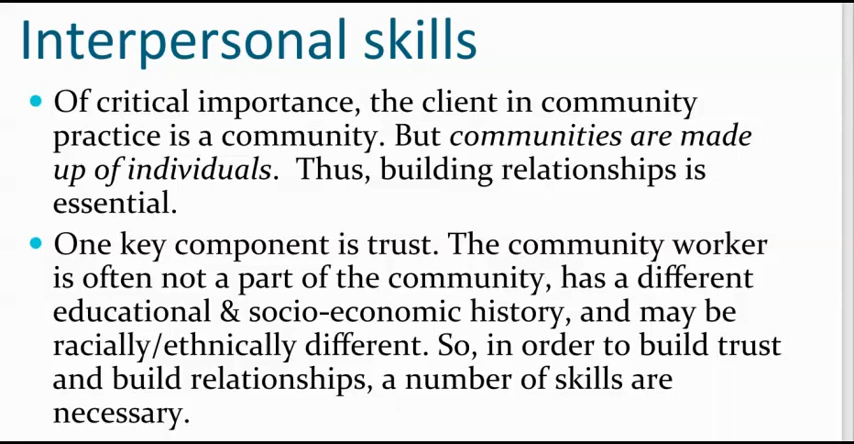 Interpersonal skills
• Of critical importance, the client in community
practice is a community. But communities are made
up of individuals. Thus, building relationships is
essential.
• One key component is trust. The community worker
is often not a part of the community, has a different
educational & socio-economic history, and may be
racially/ethnically different. So, in order to build trust
and build relationships, a number of skills are
necessary.